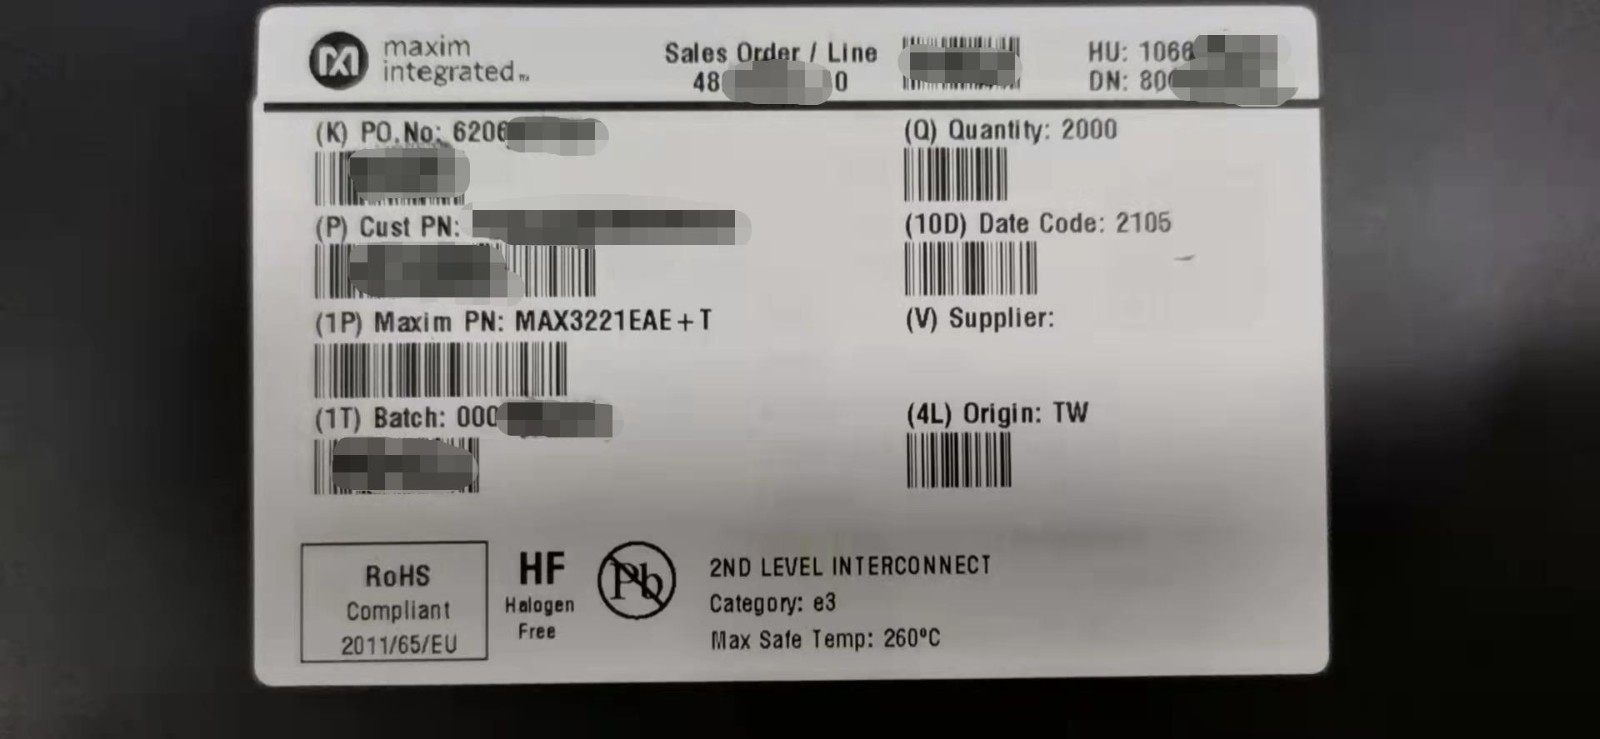 maxim
integrated™
Sales Order / Line
48 0
HU: 1066
DN: 80
(K) PO.No: 6206
(Q) Quantity: 2000
(P) Cust PN:
(10D) Date Code: 2105
(1P) Maxim PN: MAX3221EAE+T
(V) Supplier:
(1T) Batch: 000
(4L) Origin: TW
RoHS
Compliant
2011/65/EU
HF
Halogen
Free
Pb
2ND LEVEL INTERCONNECT
Category: e3
Max Safe Temp: 260ºC